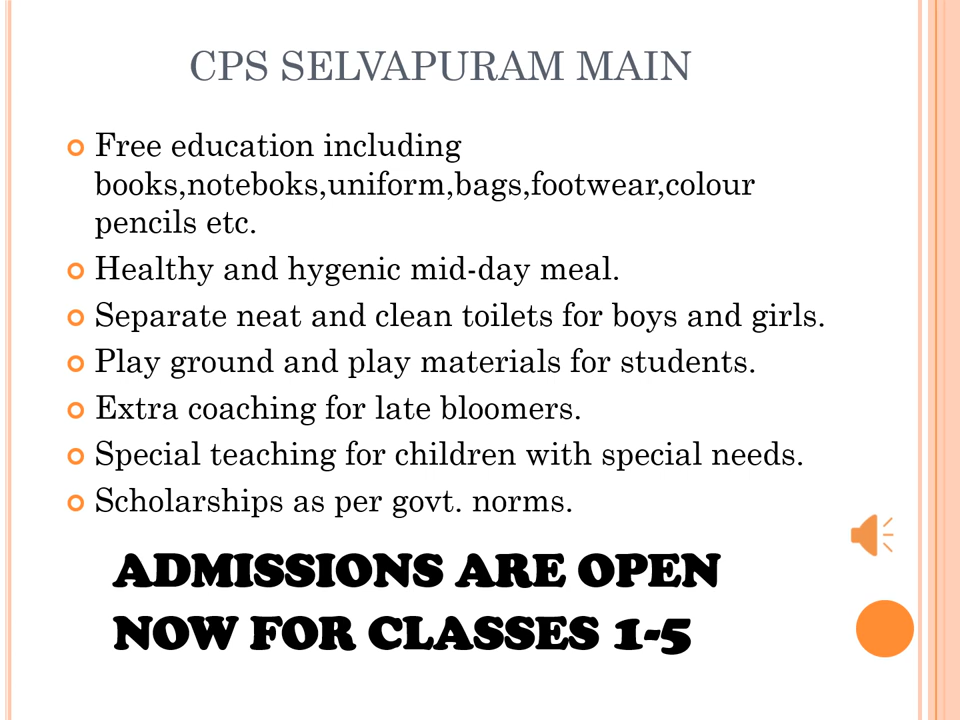 CPS SELVAPURAM MAIN
Free education including
books,noteboks,uniform,bags,footwear,colour
pencils etc.
Healthy and hygenic mid-day meal.
Separate neat and clean toilets for boys and girls.
Play ground and play materials for students.
Extra coaching for late bloomers.
Special teaching for children with special needs.
Scholarships as per govt. norms.
ADMISSIONS ARE OPEN
NOW FOR CLASSES 1-5